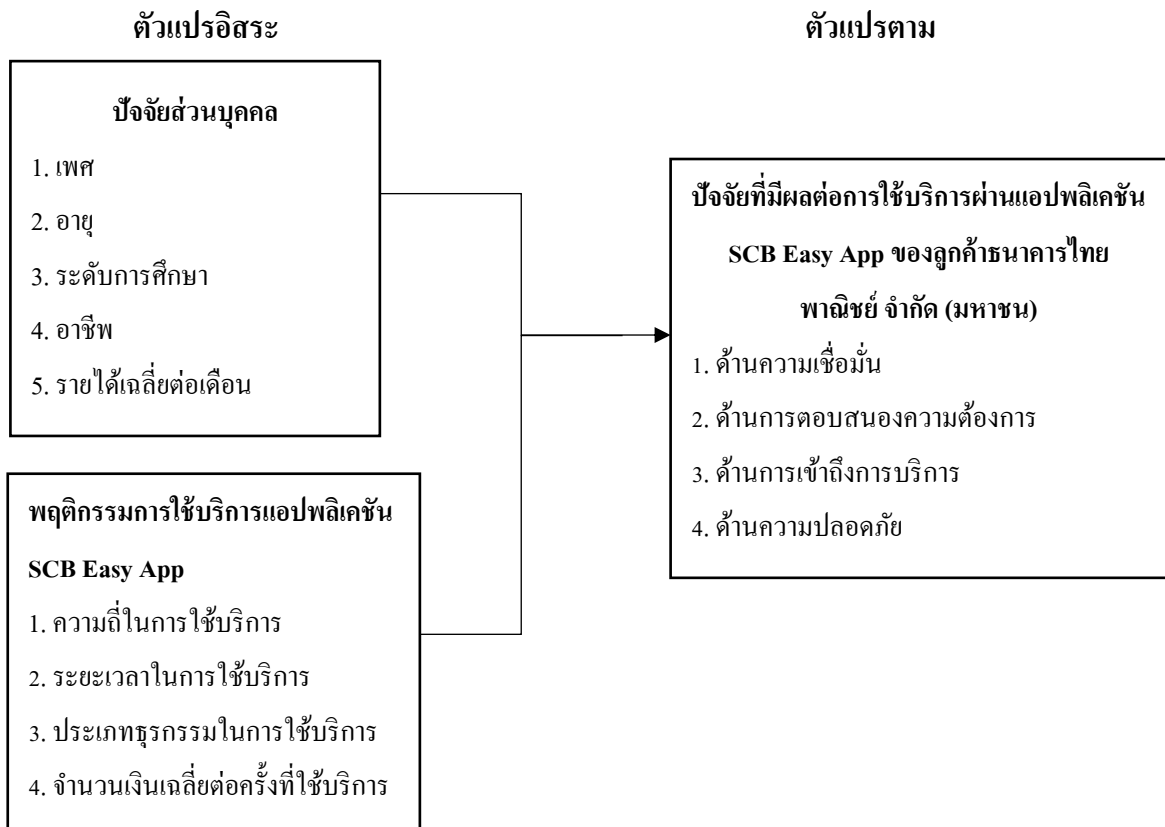 ตัวแปรอิสระ
ปัจจัยส่วนบุคคล
1. เพศ
2. อายุ
3. ระดับการศึกษา
4. อาชีพ
5. รายได้เฉลี่ยต่อเดือน
พฤติกรรมการใช้บริการแอปพลิเคชัน
SCB Easy App
1. ความถี่ในการใช้บริการ
2. ระยะเวลาในการใช้บริการ
3. ประเภทธุรกรรมในการใช้บริการ
4. จำนวนเงินเฉลี่ยต่อครั้งที่ใช้บริการ
ตัวแปรตาม
ปัจจัยที่มีผลต่อการใช้บริการผ่านแอปพลิเคชัน
SCB Easy App ของลูกค้าธนาคารไทย
พาณิชย์ จำกัด (มหาชน)
1. ด้านความเชื่อมั่น
2. ด้านการตอบสนองความต้องการ
3. ด้านการเข้าถึงการบริการ
4. ด้านความปลอดภัย